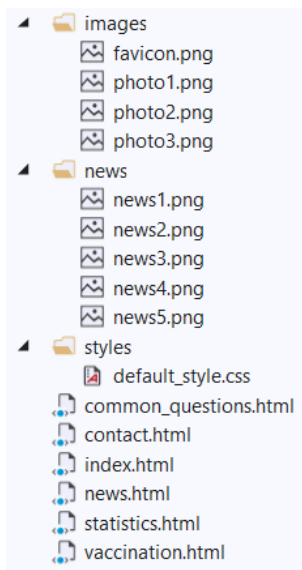 images
favicon.png
photo1.png
photo2.png
photo3.png
news
news1.png
news2.png
news3.png
news4.png
news5.png
styles
default_style.css
common_questions.html
contact.html
index.html
news.html
statistics.html
vaccination.html